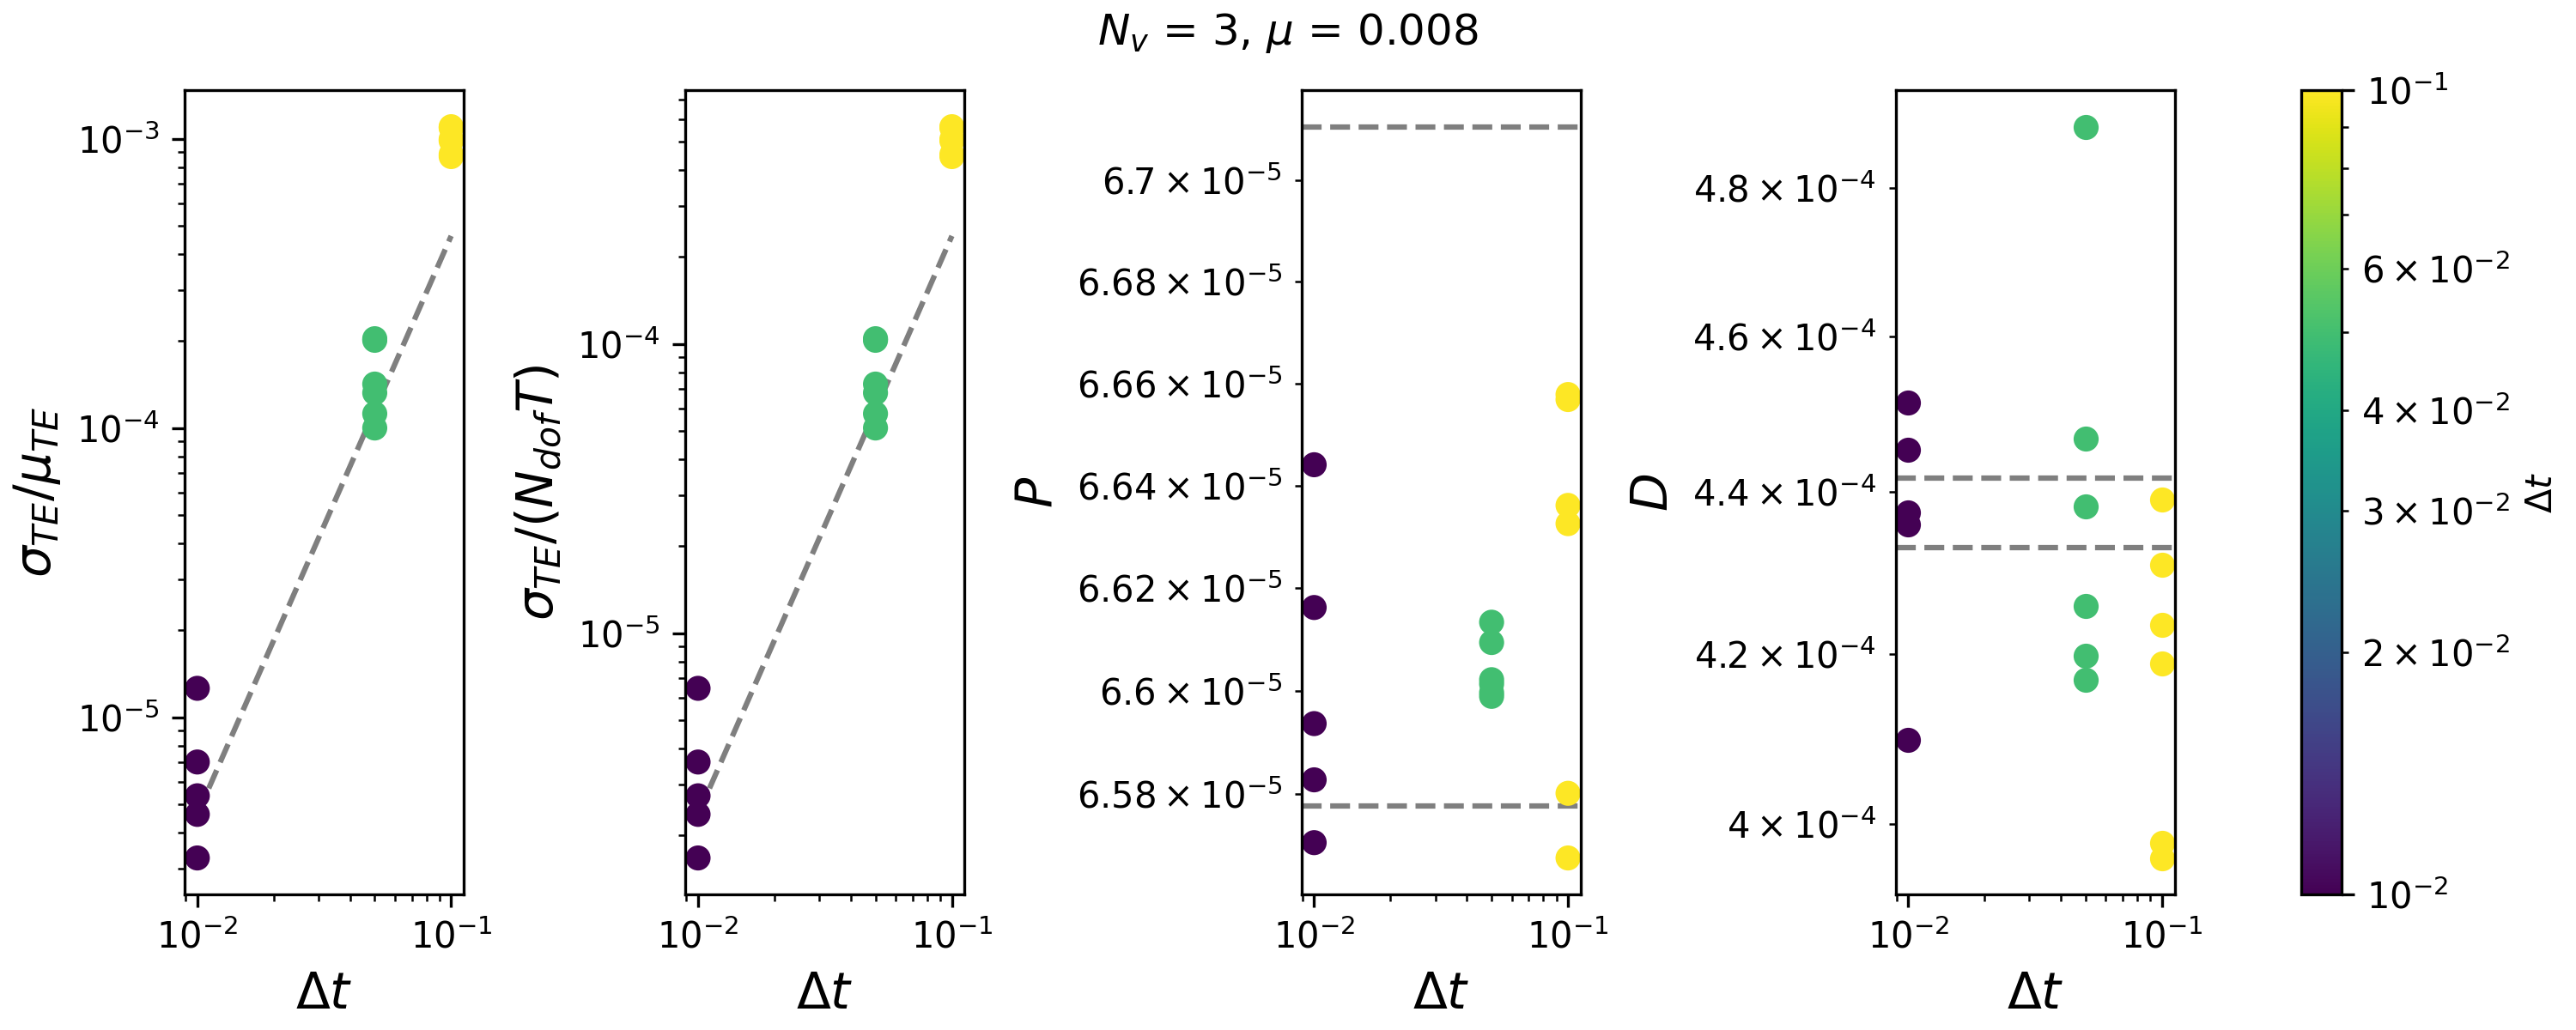 N_v = 3, μ = 0.008
σ_TE/μ_TE
10⁻³
10⁻⁴
10⁻⁵
10⁻² 10⁻¹
Δt
σ_TE/(N_dof T)
10⁻⁴
10⁻⁵
10⁻² 10⁻¹
Δt
P
6.7 × 10⁻⁵
6.68 × 10⁻⁵
6.66 × 10⁻⁵
6.64 × 10⁻⁵
6.62 × 10⁻⁵
6.6 × 10⁻⁵
6.58 × 10⁻⁵
10⁻² 10⁻¹
Δt
D
4.8 × 10⁻⁴
4.6 × 10⁻⁴
4.4 × 10⁻⁴
4.2 × 10⁻⁴
4 × 10⁻⁴
10⁻² 10⁻¹
Δt
10⁻¹
6 × 10⁻²
4 × 10⁻²
3 × 10⁻²
2 × 10⁻²
10⁻²
Δt